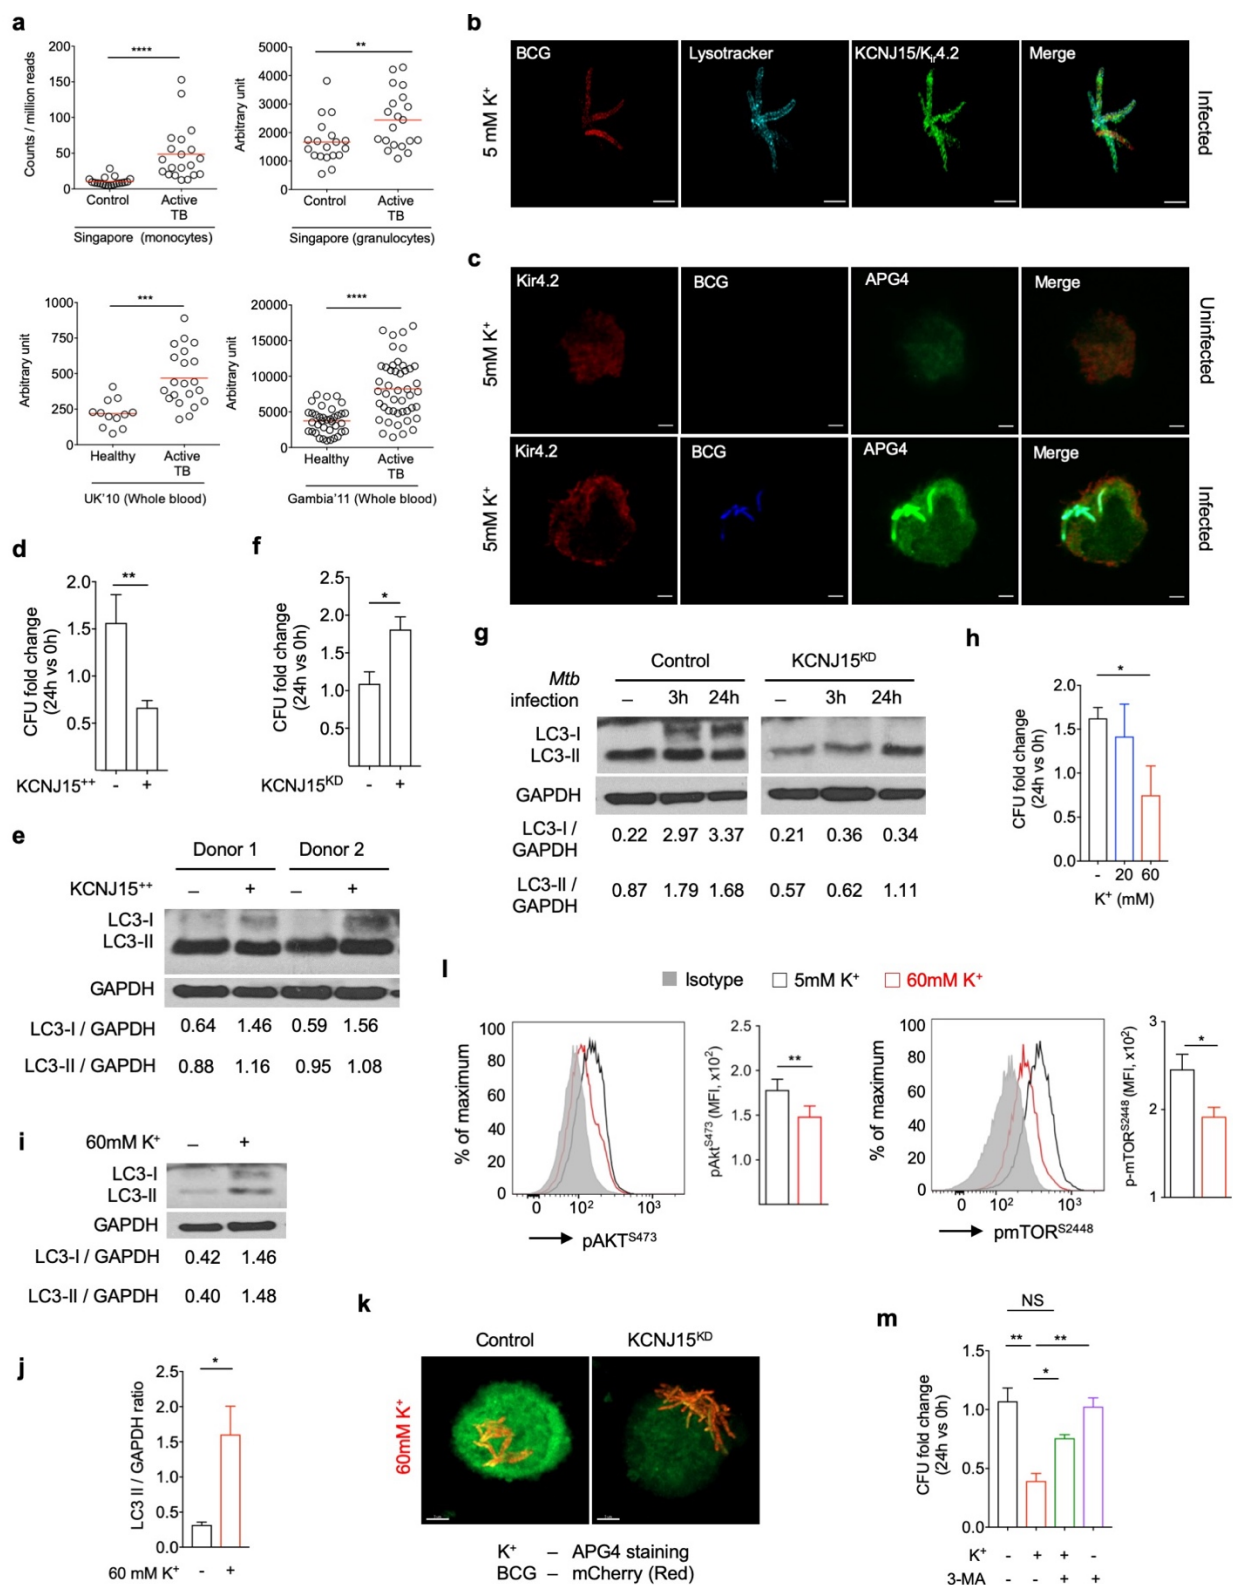 a
200
150
100
50
0
Counts / million reads
****
Control
Active
TB
Singapore (monocytes)
5000
4000
3000
2000
1000
0
Arbitrary unit
**
Control
Active
TB
Singapore (granulocytes)
1000
750
500
250
0
Arbitrary unit
***
Healthy
Active
TB
UK'10 (Whole blood)
20000
15000
10000
5000
0
Arbitrary unit
****
Healthy
Active
TB
Gambia'11 (Whole blood)
b
5 mM K⁺
BCG
Lysotracker
KCNJ15/Kir4.2
Merge
Infected
c
5mM K⁺
Kir4.2
BCG
APG4
Merge
Uninfected
5mM K⁺
Kir4.2
BCG
APG4
Merge
Infected
d
2.0
1.5
1.0
0.5
CFU fold change
(24h vs 0h)
**
KCNJ15⁺⁺ - +
f
2.5
2.0
1.5
1.0
0.5
CFU fold change
(24h vs 0h)
*
KCNJ15ᴷᴰ - +
g
Control KCNJ15ᴷᴰ
Mtb
infection – 3h 24h – 3h 24h
LC3-I
LC3-II
GAPDH
LC3-I /
GAPDH 0.22 2.97 3.37 0.21 0.36 0.34
LC3-II /
GAPDH 0.87 1.79 1.68 0.57 0.62 1.11
h
2.0
1.5
1.0
0.5
0.0
CFU fold change
(24h vs 0h)
*
- 20 60
K⁺ (mM)
e
Donor 1 Donor 2
KCNJ15⁺⁺ – + – +
LC3-I
LC3-II
GAPDH
LC3-I / GAPDH 0.64 1.46 0.59 1.56
LC3-II / GAPDH 0.88 1.16 0.95 1.08
i
60mM K⁺ – +
LC3-I
LC3-II
GAPDH
LC3-I / GAPDH 0.42 1.46
LC3-II / GAPDH 0.40 1.48
j
2.5
2.0
1.5
1.0
0.5
0.0
LC3 II / GAPDH ratio
*
60 mM K⁺ - +
l
Isotype 5mM K⁺ 60mM K⁺
100
80
60
40
20
0
% of maximum
0 10² 10³
pAKTˢ⁴⁷³
2.5
2.0
1.5
1.0
pAktˢ⁴⁷³ (MFI, x10²)
**
100
80
60
40
20
0
% of maximum
0 10² 10³
pmTORˢ²⁴⁴⁸
3
2
1
p-mTORˢ²⁴⁴⁸ (MFI, x10²)
*
k
Control KCNJ15ᴷᴰ
60mM K⁺
K⁺ – APG4 staining
BCG – mCherry (Red)
m
NS
** **
*
1.5
1.0
0.5
0.0
CFU fold change
(24h vs 0h)
K⁺ - + + -
3-MA - - + +